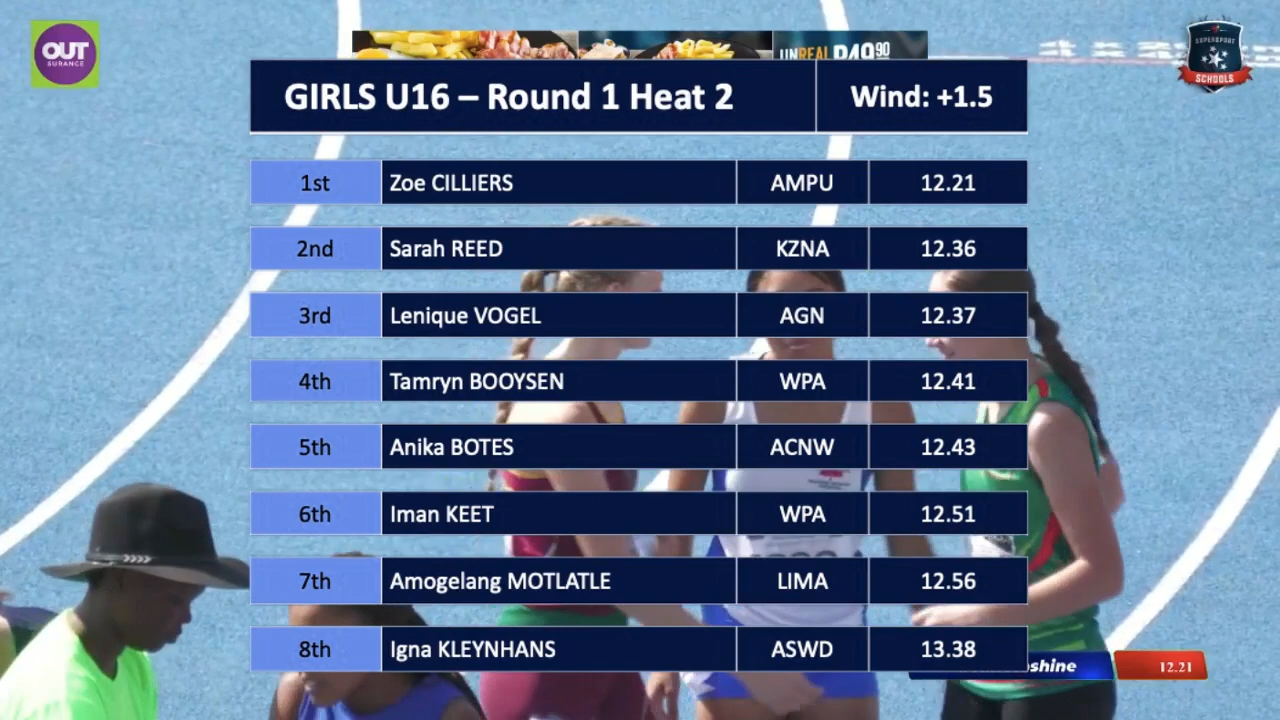 OUT
SURANCE
UNREAL R4990
SUPERSPORT
SCHOOLS
GIRLS U16 – Round 1 Heat 2 Wind: +1.5
1st Zoe CILLIERS AMPU 12.21
2nd Sarah REED KZNA 12.36
3rd Lenique VOGEL AGN 12.37
4th Tamryn BOOYSEN WPA 12.41
5th Anika BOTES ACNW 12.43
6th Iman KEET WPA 12.51
7th Amogelang MOTLATLE LIMA 12.56
8th Igna KLEYNHANS ASWD 13.38
12.21